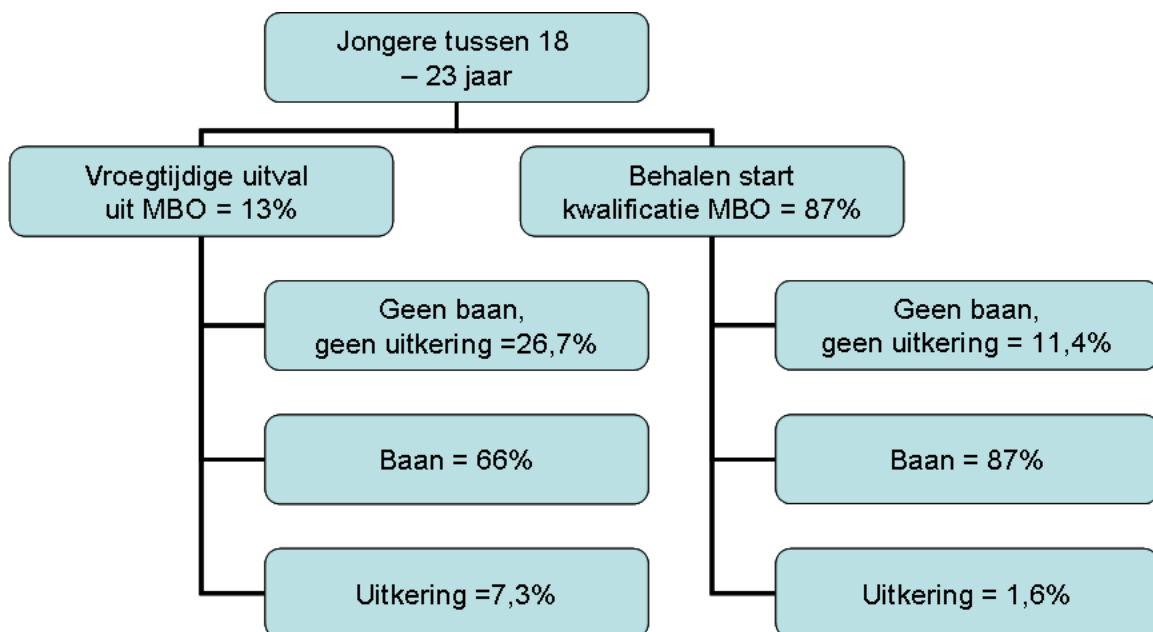 Jongere tussen 18
– 23 jaar
Vroegtijdige uitval
uit MBO = 13%
Behalen start
kwalificatie MBO = 87%
Geen baan,
geen uitkering =26,7%
Geen baan,
geen uitkering = 11,4%
Baan = 66%
Baan = 87%
Uitkering =7,3%
Uitkering = 1,6%